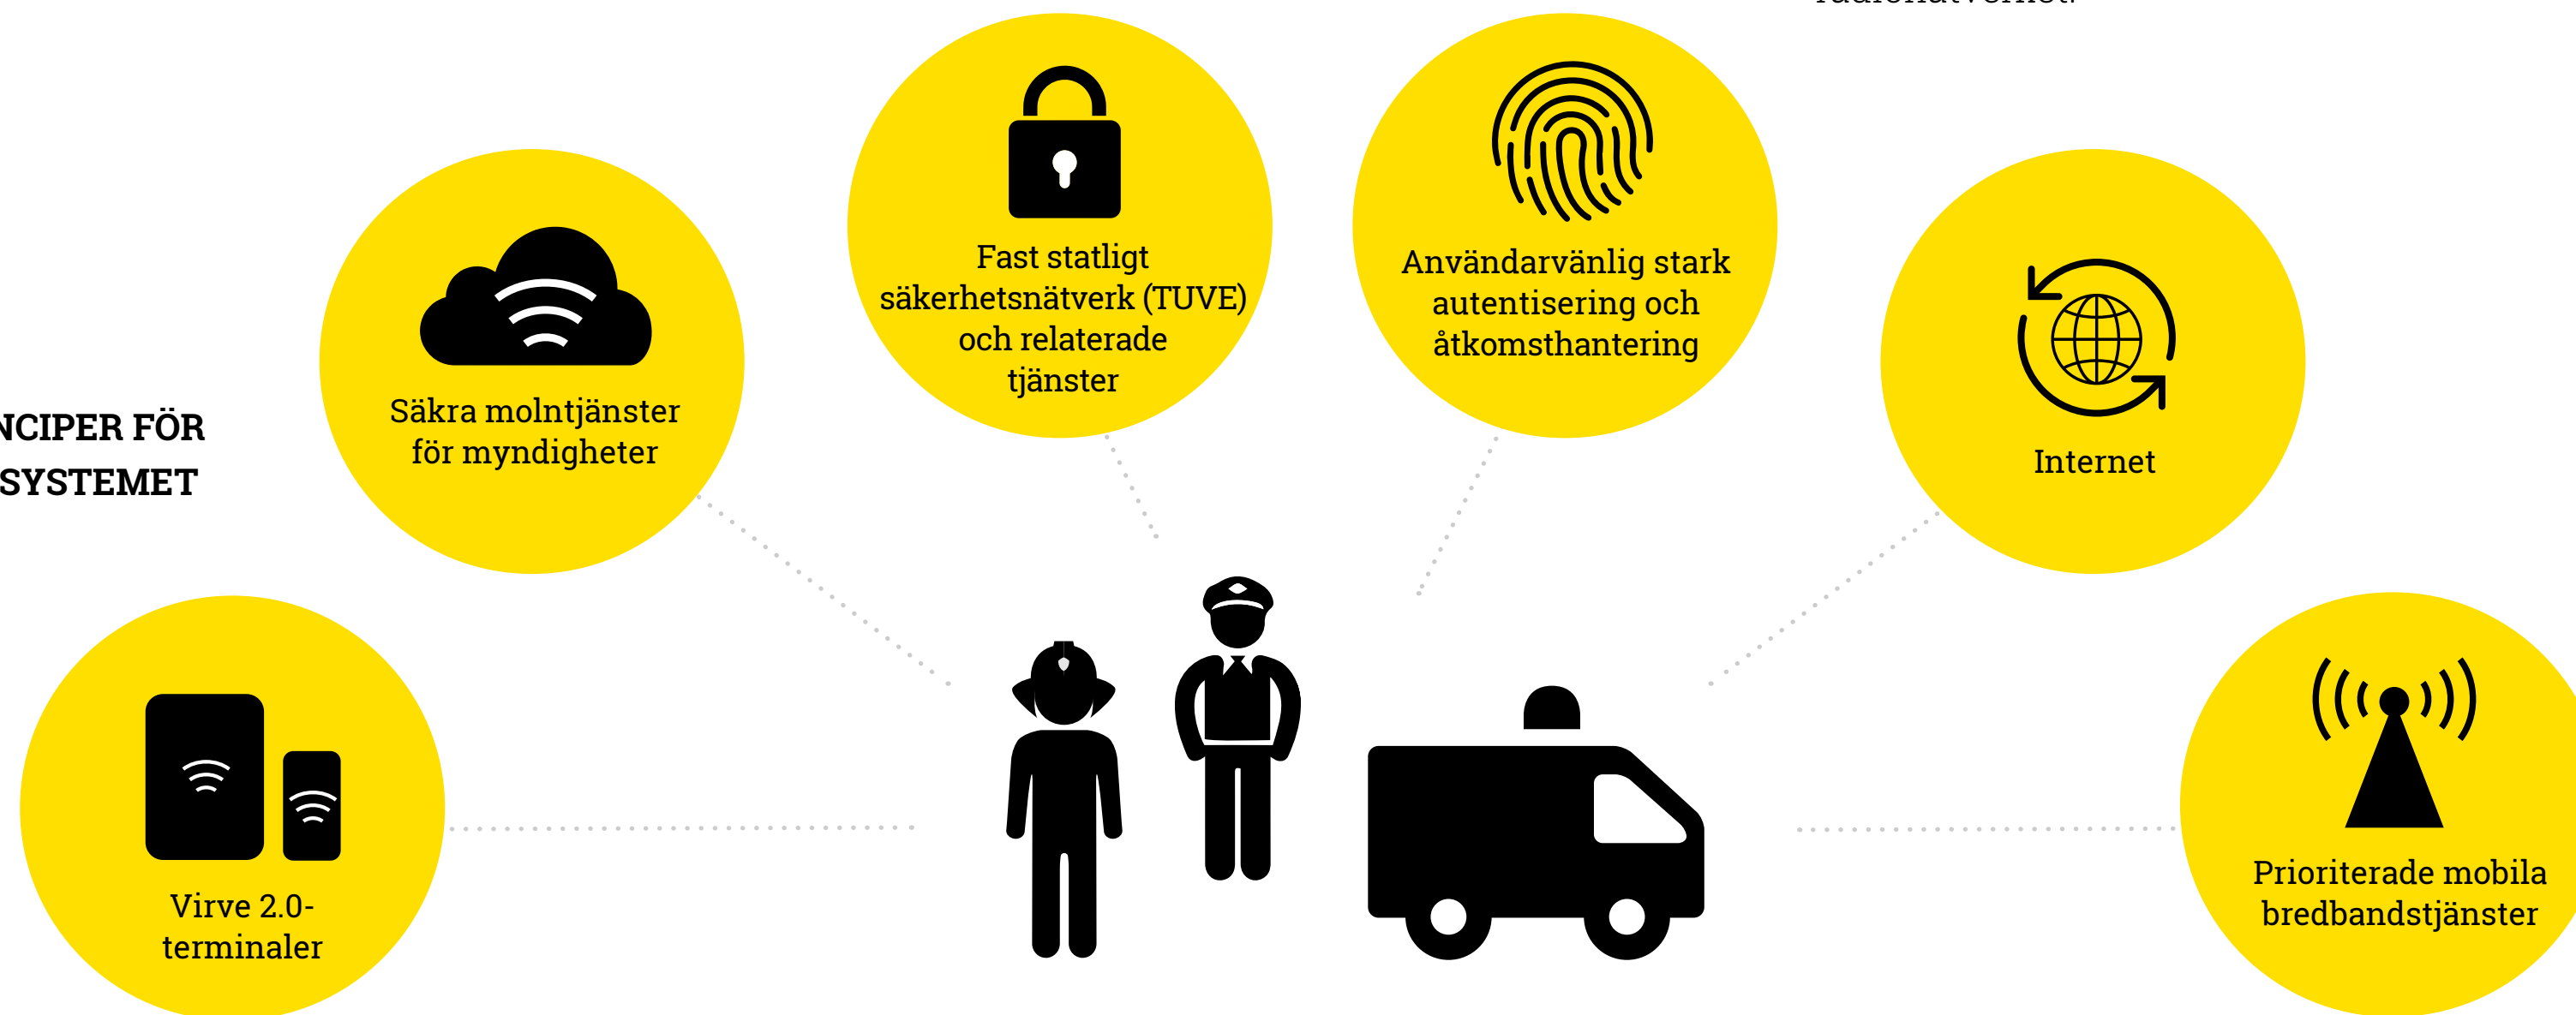 Fast statligt
säkerhetsnätverk (TUVE)
och relaterade
tjänster
Användarvänlig stark
autentisering och
åtkomsthantering
Säkra molntjänster
för myndigheter
Internet
NCIPER FÖR
SYSTEMET
Virve 2.0-
terminaler
Prioriterade mobila
bredbandstjänster